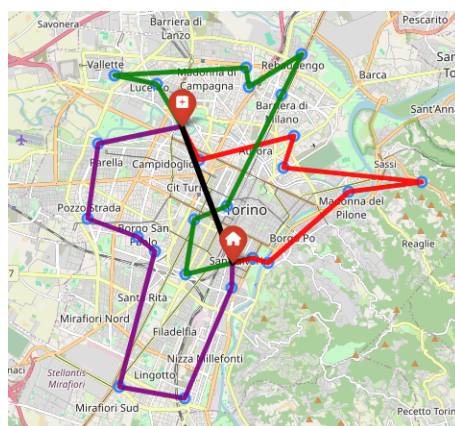 Savonera
Barriera di
Lanzo
Pescarito
Vallette
Madonna di
Campagna
Rebaudengo
Barca
Lucento
Barriera di
Milano
Sant'Anna
Parella
Campidoglio
Aurora
Sassi
Cit Turin
Madonna del
Pilone
Pozzo Strada
Torino
Borgo San
Paolo
Borgo Po
Reaglie
San Salvario
7
Santa Rita
Mirafiori Nord
Filadelfia
Stellantis
Mirafiori
Lingotto
Nizza Millefonti
Mirafiori Sud
Pecetto Torin